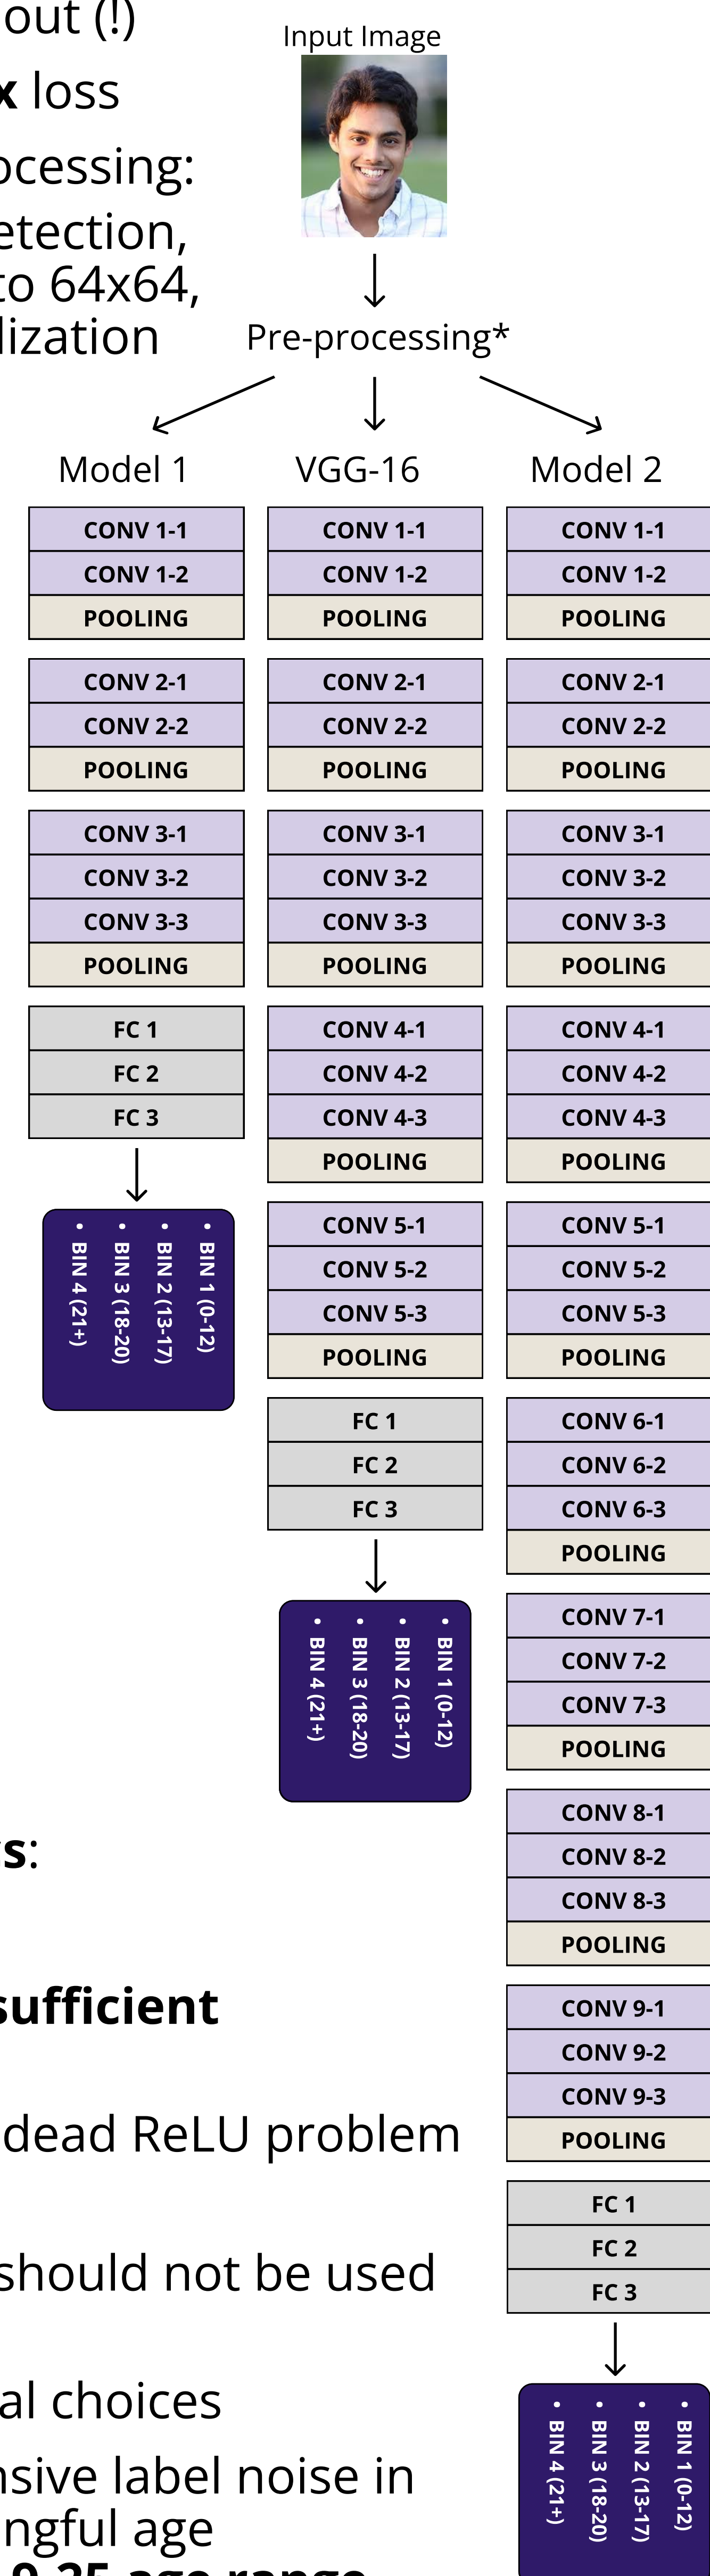 out (!)
x loss
ocessing:
etection,
to 64x64,
lization
Input Image
Pre-processing*
Model 1
CONV 1-1
CONV 1-2
POOLING
CONV 2-1
CONV 2-2
POOLING
CONV 3-1
CONV 3-2
CONV 3-3
POOLING
FC 1
FC 2
FC 3
• BIN 1 (0-12)
• BIN 2 (13-17)
• BIN 3 (18-20)
• BIN 4 (21+)
VGG-16
CONV 1-1
CONV 1-2
POOLING
CONV 2-1
CONV 2-2
POOLING
CONV 3-1
CONV 3-2
CONV 3-3
POOLING
CONV 4-1
CONV 4-2
CONV 4-3
POOLING
CONV 5-1
CONV 5-2
CONV 5-3
POOLING
FC 1
FC 2
FC 3
• BIN 1 (0-12)
• BIN 2 (13-17)
• BIN 3 (18-20)
• BIN 4 (21+)
Model 2
CONV 1-1
CONV 1-2
POOLING
CONV 2-1
CONV 2-2
POOLING
CONV 3-1
CONV 3-2
CONV 3-3
POOLING
CONV 4-1
CONV 4-2
CONV 4-3
POOLING
CONV 5-1
CONV 5-2
CONV 5-3
POOLING
CONV 6-1
CONV 6-2
CONV 6-3
POOLING
CONV 7-1
CONV 7-2
CONV 7-3
POOLING
CONV 8-1
CONV 8-2
CONV 8-3
POOLING
CONV 9-1
CONV 9-2
CONV 9-3
POOLING
FC 1
FC 2
FC 3
• BIN 1 (0-12)
• BIN 2 (13-17)
• BIN 3 (18-20)
• BIN 4 (21+)
s:
sufficient
dead ReLU problem
should not be used
al choices
nsive label noise in
ngful age
9-25 age range